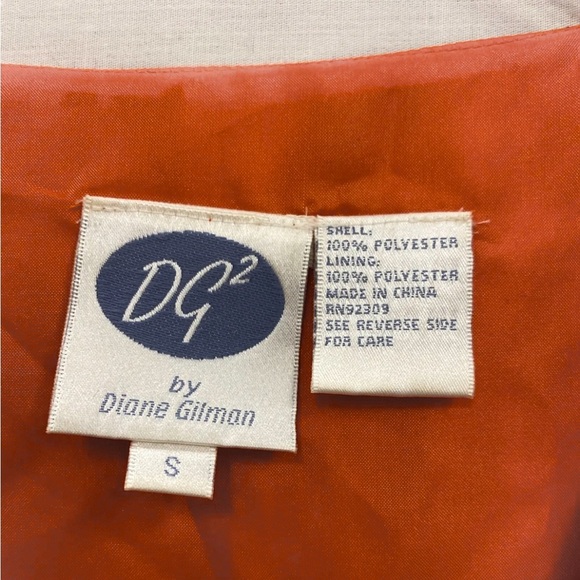 DG2
by
Diane Gilman
S
SHELL:
100% POLYESTER
LINING:
100% POLYESTER
MADE IN CHINA
RN92309
SEE REVERSE SIDE
FOR CARE